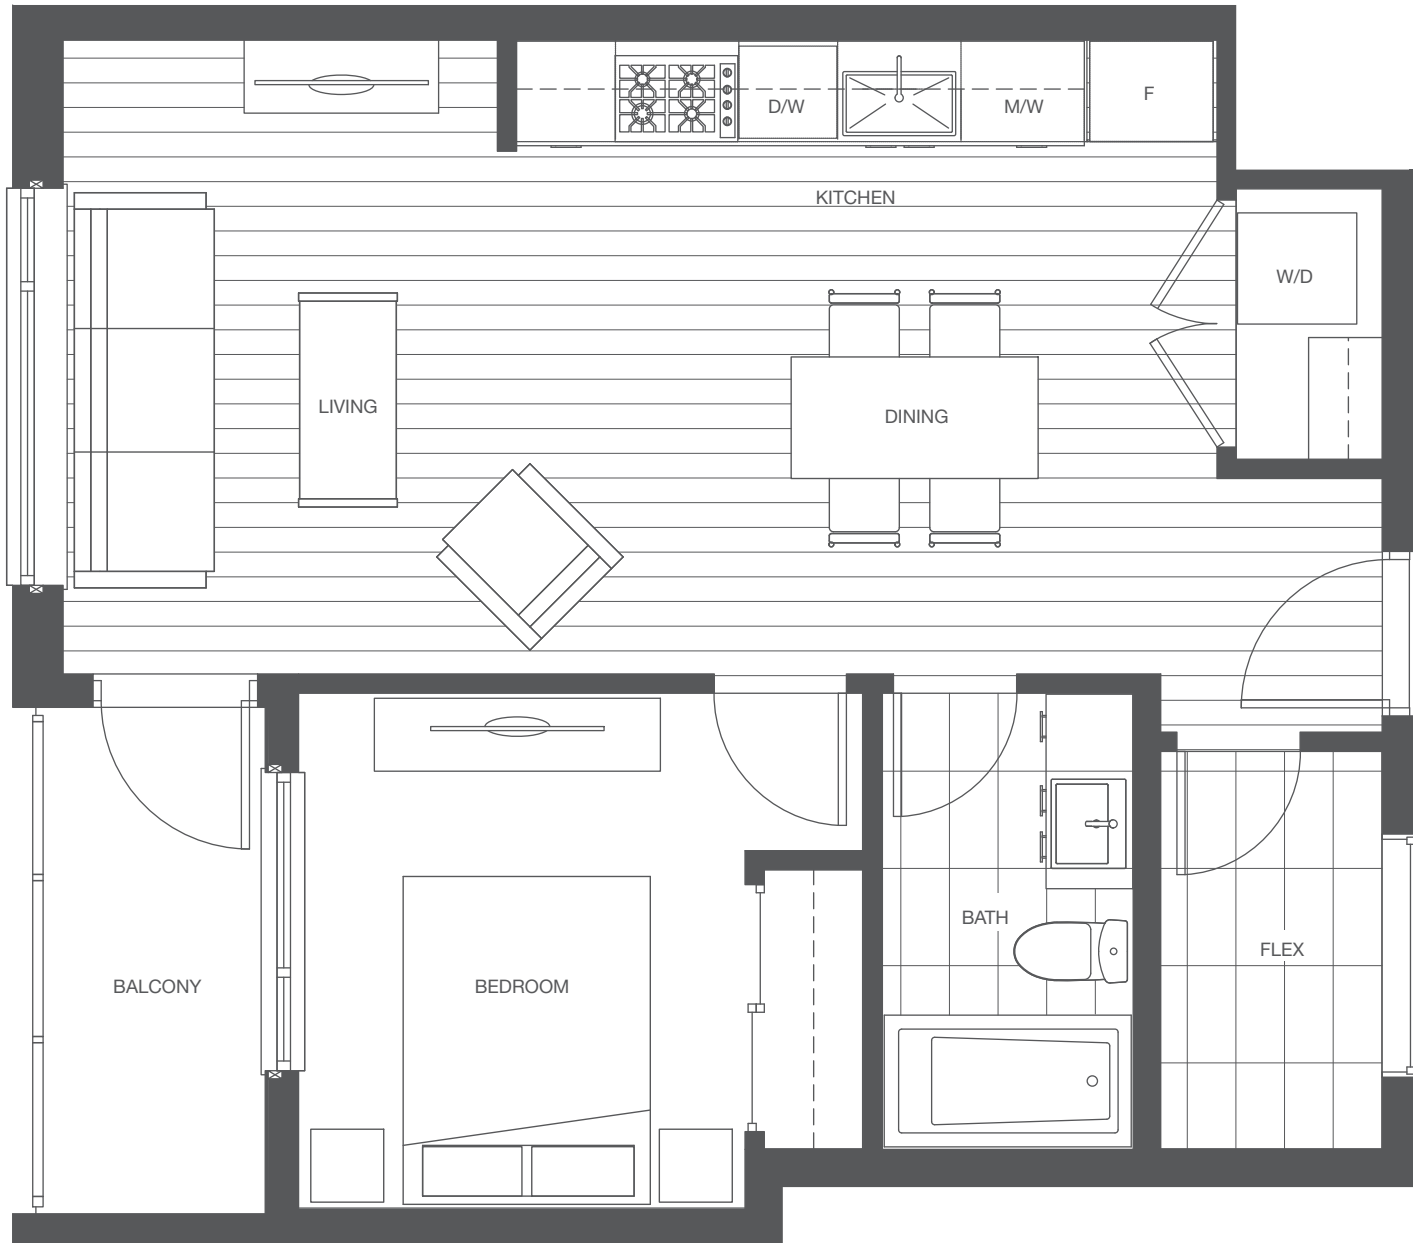 D/W
M/W
F
KITCHEN
W/D
LIVING
DINING
BATH
FLEX
BALCONY
BEDROOM